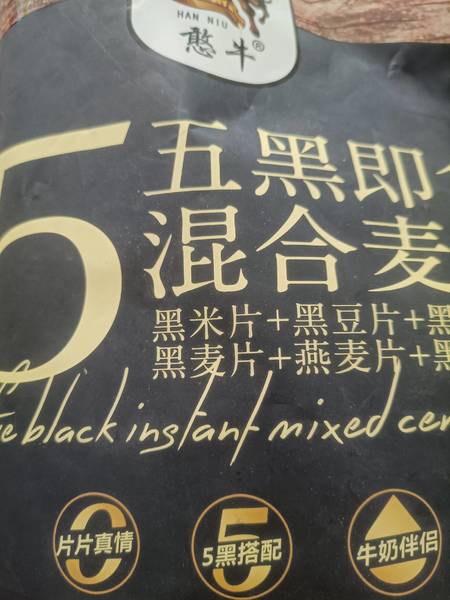 HAN NIU
憨牛®
5
五黑即
混合麦
黑米片+黑豆片+黑
黑麦片+燕麦片+黑
black instant mixed
片片真情
5黑搭配
牛奶伴侣